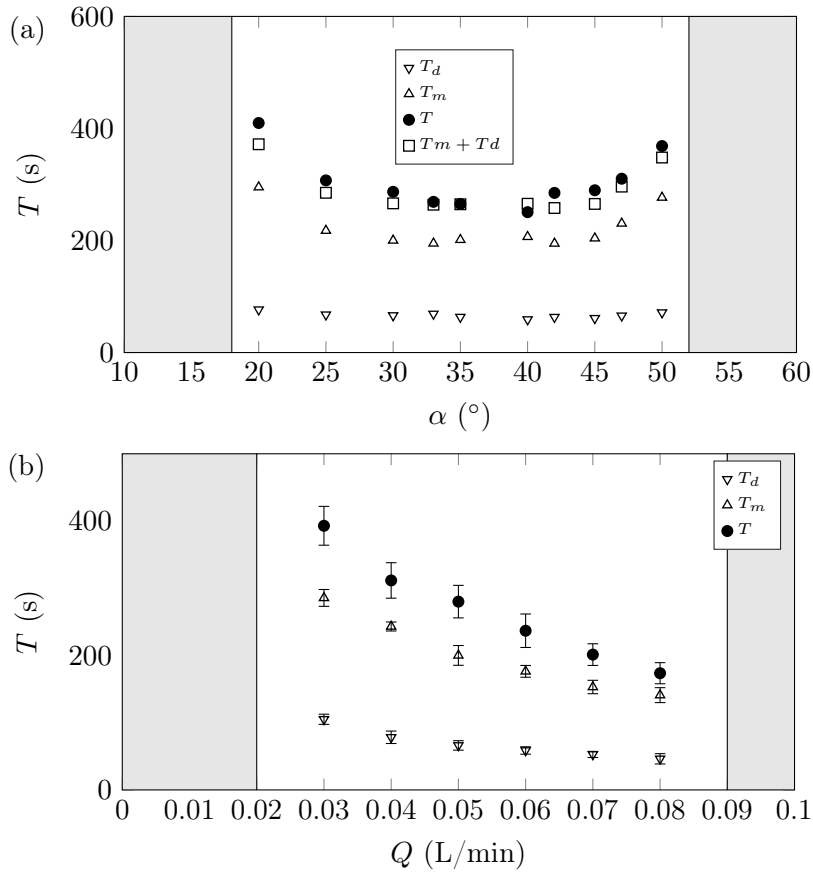 (a)
600
400
200
0
T (s)
T_d
T_m
T
Tm + Td
10 15 20 25 30 35 40 45 50 55 60
α (°)
(b)
400
200
0
T (s)
T_d
T_m
T
0 0.01 0.02 0.03 0.04 0.05 0.06 0.07 0.08 0.09 0.1
Q (L/min)